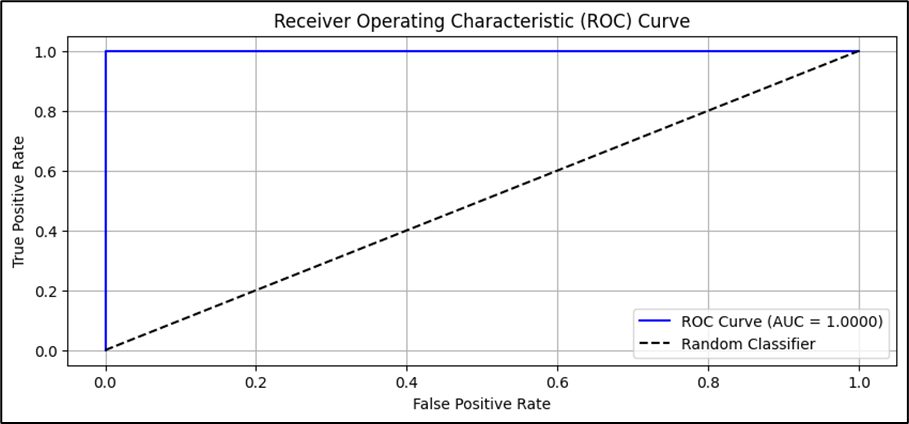 Receiver Operating Characteristic (ROC) Curve
True Positive Rate
1.0
0.8
0.6
0.4
0.2
0.0
0.0 0.2 0.4 0.6 0.8 1.0
False Positive Rate
ROC Curve (AUC = 1.0000)
Random Classifier